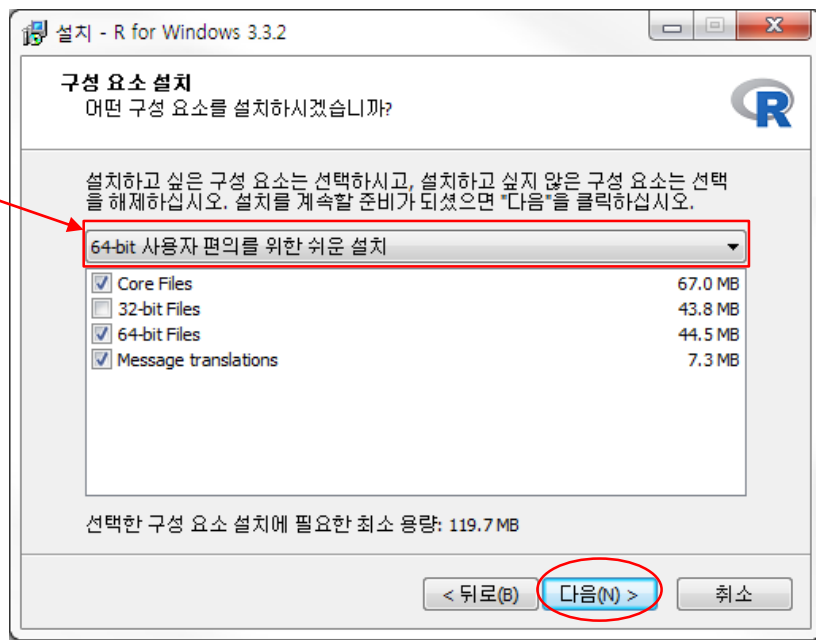 설치 - R for Windows 3.3.2
구성 요소 설치
어떤 구성 요소를 설치하시겠습니까?
R
설치하고 싶은 구성 요소는 선택하시고, 설치하고 싶지 않은 구성 요소는 선택
을 해제하십시오. 설치를 계속할 준비가 되셨으면 "다음"을 클릭하십시오.
64-bit 사용자 편의를 위한 쉬운 설치
Core Files 67.0 MB
32-bit Files 43.8 MB
64-bit Files 44.5 MB
Message translations 7.3 MB
선택한 구성 요소 설치에 필요한 최소 용량: 119.7 MB
< 뒤로(B) 다음(N) > 취소